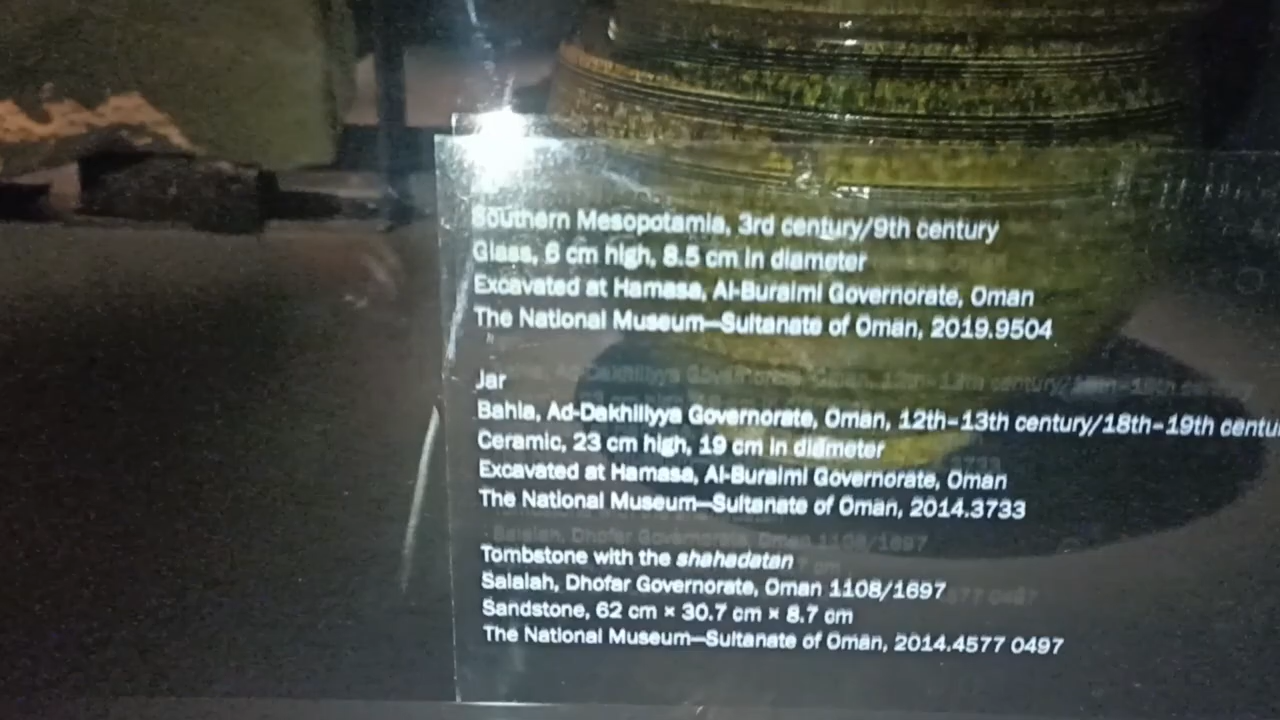 Southern Mesopotamia, 3rd century/9th century
Glass, 6 cm high, 8.5 cm in diameter
Excavated at Hamasa, Al-Buraimi Governorate, Oman
The National Museum—Sultanate of Oman, 2019.9504
Jar
Bahla, Ad-Dakhiliyya Governorate, Oman, 12th–13th century/18th–19th centu
Ceramic, 23 cm high, 19 cm in diameter
Excavated at Hamasa, Al-Buraimi Governorate, Oman
The National Museum—Sultanate of Oman, 2014.3733
Tombstone with the shahadatan
Salalah, Dhofar Governorate, Oman 1108/1697
Sandstone, 62 cm × 30.7 cm × 8.7 cm
The National Museum—Sultanate of Oman, 2014.4577 0497